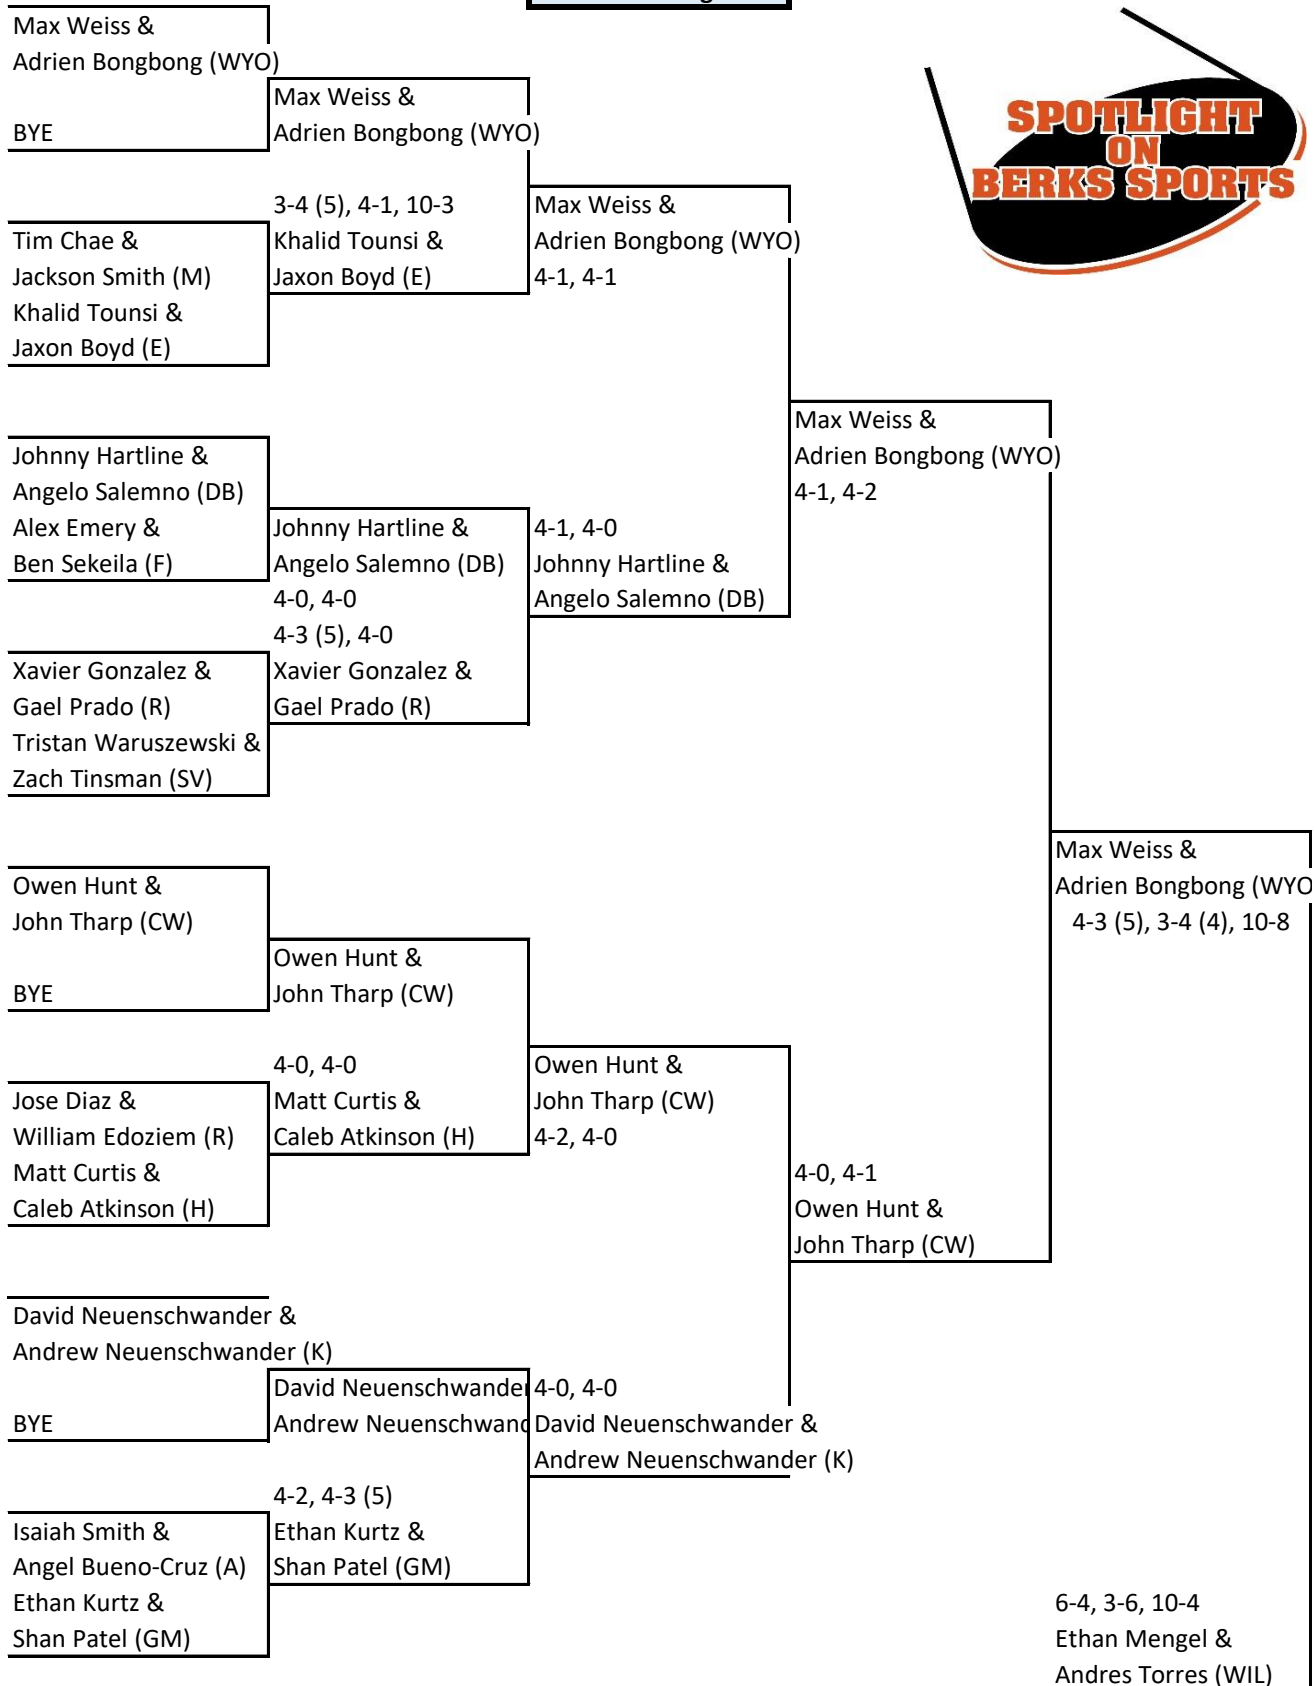 Max Weiss &
Adrien Bongbong (WYO)
BYE
Tim Chae &
Jackson Smith (M)
Khalid Tounsi &
Jaxon Boyd (E)
Johnny Hartline &
Angelo Salemno (DB)
Alex Emery &
Ben Sekeila (F)
Xavier Gonzalez &
Gael Prado (R)
Tristan Waruszewski &
Zach Tinsman (SV)
Owen Hunt &
John Tharp (CW)
BYE
Jose Diaz &
William Edoziem (R)
Matt Curtis &
Caleb Atkinson (H)
David Neuenschwander &
Andrew Neuenschwander (K)
BYE
Isaiah Smith &
Angel Bueno-Cruz (A)
Ethan Kurtz &
Shan Patel (GM)
Max Weiss &
Adrien Bongbong (WYO)
3-4 (5), 4-1, 10-3
Khalid Tounsi &
Jaxon Boyd (E)
Johnny Hartline &
Angelo Salemno (DB)
4-0, 4-0
4-3 (5), 4-0
Xavier Gonzalez &
Gael Prado (R)
Owen Hunt &
John Tharp (CW)
4-0, 4-0
Matt Curtis &
Caleb Atkinson (H)
David Neuenschwander
Andrew Neuenschwand
4-2, 4-3 (5)
Ethan Kurtz &
Shan Patel (GM)
Max Weiss &
Adrien Bongbong (WYO)
4-1, 4-1
4-1, 4-0
Johnny Hartline &
Angelo Salemno (DB)
Owen Hunt &
John Tharp (CW)
4-2, 4-0
4-0, 4-0
David Neuenschwander &
Andrew Neuenschwander (K)
Max Weiss &
Adrien Bongbong (WYO)
4-1, 4-2
4-0, 4-1
Owen Hunt &
John Tharp (CW)
SPOTLIGHT
ON
BERKS SPORTS
Max Weiss &
Adrien Bongbong (WYO
4-3 (5), 3-4 (4), 10-8
6-4, 3-6, 10-4
Ethan Mengel &
Andres Torres (WIL)